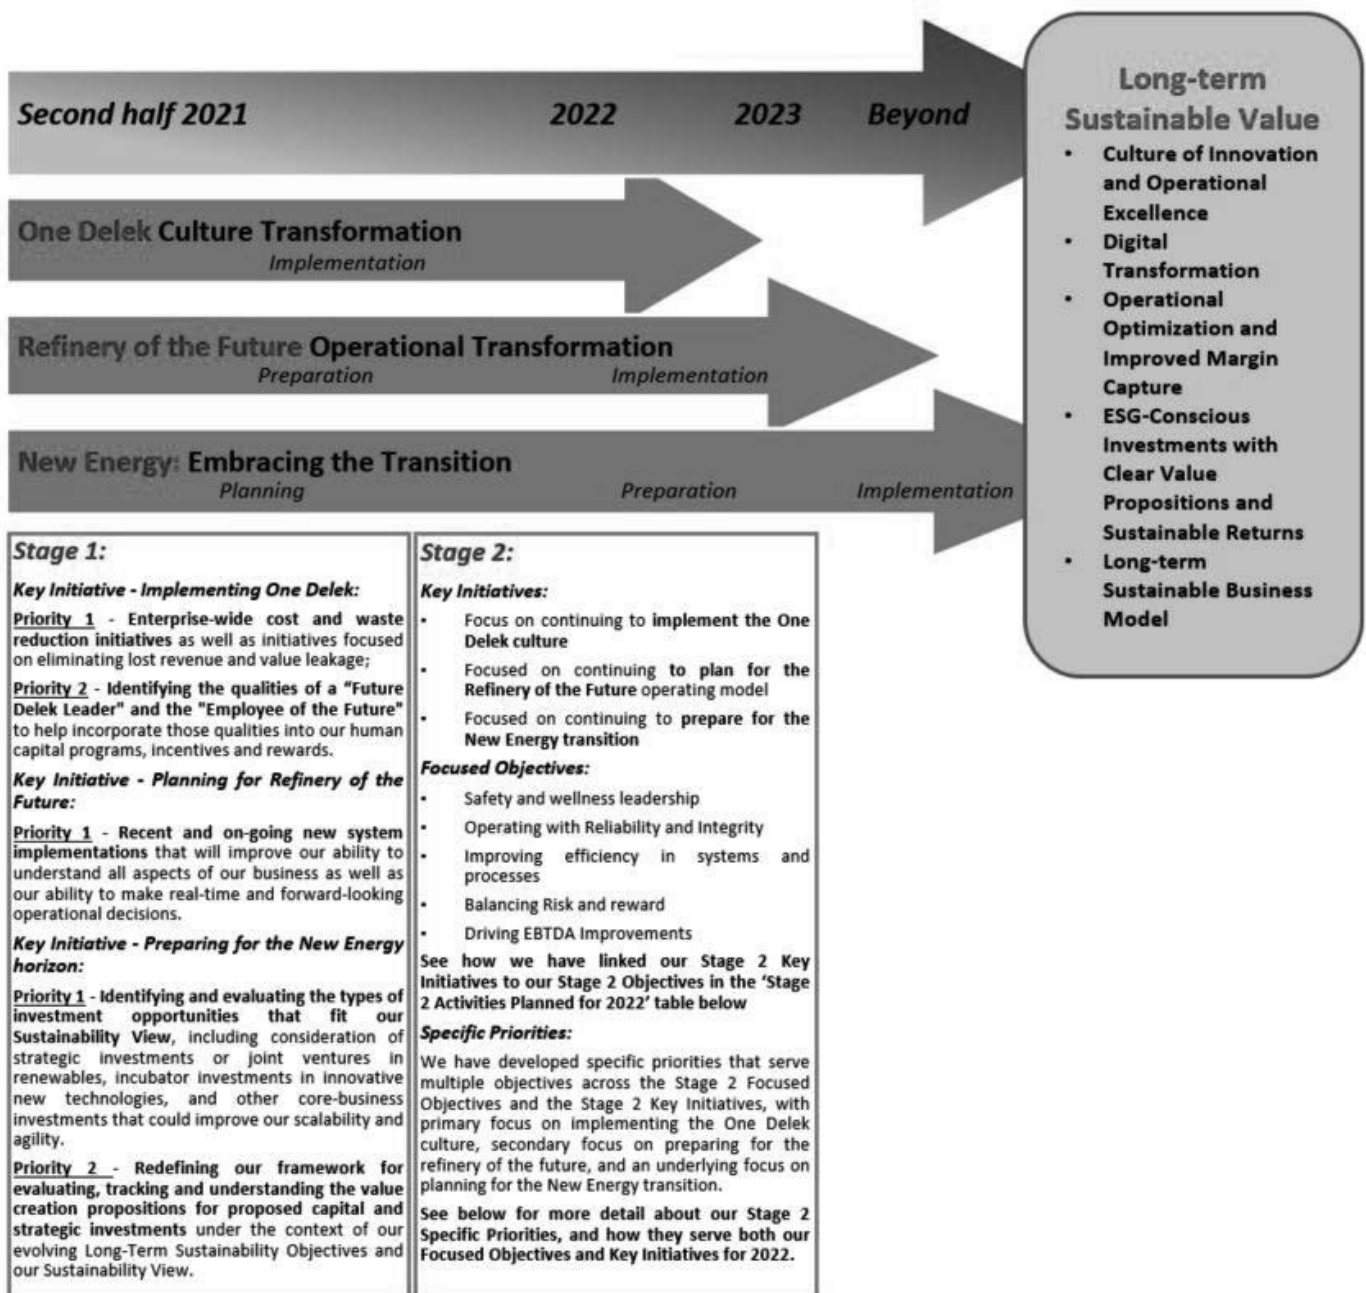 Second half 2021 2022 2023 Beyond
One Delek Culture Transformation
Implementation
Refinery of the Future Operational Transformation
Preparation Implementation
New Energy: Embracing the Transition
Planning Preparation Implementation
Long-term
Sustainable Value
• Culture of Innovation
and Operational
Excellence
• Digital
Transformation
• Operational
Optimization and
Improved Margin
Capture
• ESG-Conscious
Investments with
Clear Value
Propositions and
Sustainable Returns
• Long-term
Sustainable Business
Model
Stage 1:
Key Initiative - Implementing One Delek:
Priority 1 - Enterprise-wide cost and waste
reduction initiatives as well as initiatives focused
on eliminating lost revenue and value leakage;
Priority 2 - Identifying the qualities of a “Future
Delek Leader" and the "Employee of the Future"
to help incorporate those qualities into our human
capital programs, incentives and rewards.
Key Initiative - Planning for Refinery of the
Future:
Priority 1 - Recent and on-going new system
implementations that will improve our ability to
understand all aspects of our business as well as
our ability to make real-time and forward-looking
operational decisions.
Key Initiative - Preparing for the New Energy
horizon:
Priority 1 - Identifying and evaluating the types of
investment opportunities that fit our
Sustainability View, including consideration of
strategic investments or joint ventures in
renewables, incubator investments in innovative
new technologies, and other core-business
investments that could improve our scalability and
agility.
Priority 2 - Redefining our framework for
evaluating, tracking and understanding the value
creation propositions for proposed capital and
strategic investments under the context of our
evolving Long-Term Sustainability Objectives and
our Sustainability View.
Stage 2:
Key Initiatives:
• Focus on continuing to implement the One
Delek culture
• Focused on continuing to plan for the
Refinery of the Future operating model
• Focused on continuing to prepare for the
New Energy transition
Focused Objectives:
• Safety and wellness leadership
• Operating with Reliability and Integrity
• Improving efficiency in systems and
processes
• Balancing Risk and reward
• Driving EBTDA Improvements
See how we have linked our Stage 2 Key
Initiatives to our Stage 2 Objectives in the ‘Stage
2 Activities Planned for 2022’ table below
Specific Priorities:
We have developed specific priorities that serve
multiple objectives across the Stage 2 Focused
Objectives and the Stage 2 Key Initiatives, with
primary focus on implementing the One Delek
culture, secondary focus on preparing for the
refinery of the future, and an underlying focus on
planning for the New Energy transition.
See below for more detail about our Stage 2
Specific Priorities, and how they serve both our
Focused Objectives and Key Initiatives for 2022.